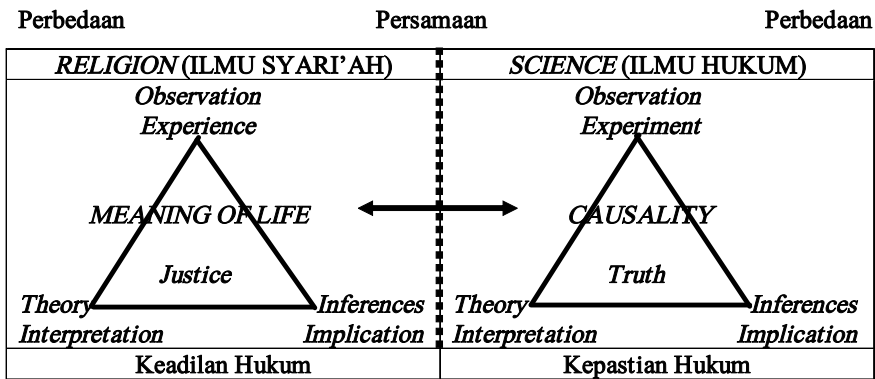 Perbedaan Persamaan Perbedaan
RELIGION (ILMU SYARI'AH) SCIENCE (ILMU HUKUM)
Observation Observation
Experience Experiment
MEANING OF LIFE CAUSALITY
Justice Truth
Theory Inferences Theory Inferences
Interpretation Implication Interpretation Implication
Keadilan Hukum Kepastian Hukum